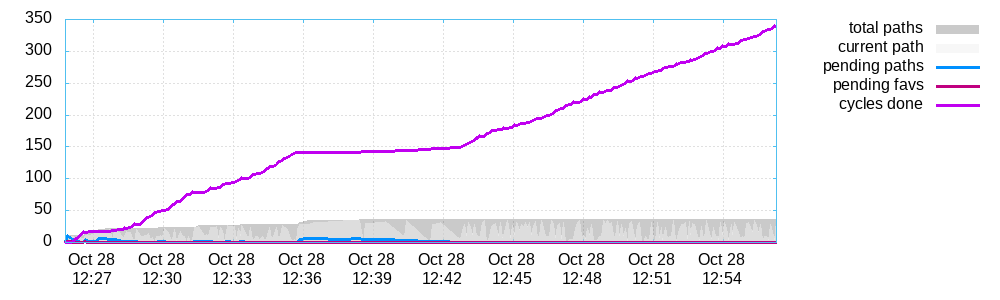 350
300
250
200
150
100
50
0
Oct 28 Oct 28 Oct 28 Oct 28 Oct 28 Oct 28 Oct 28 Oct 28 Oct 28 Oct 28
12:27 12:30 12:33 12:36 12:39 12:42 12:45 12:48 12:51 12:54
total paths
current path
pending paths
pending favs
cycles done